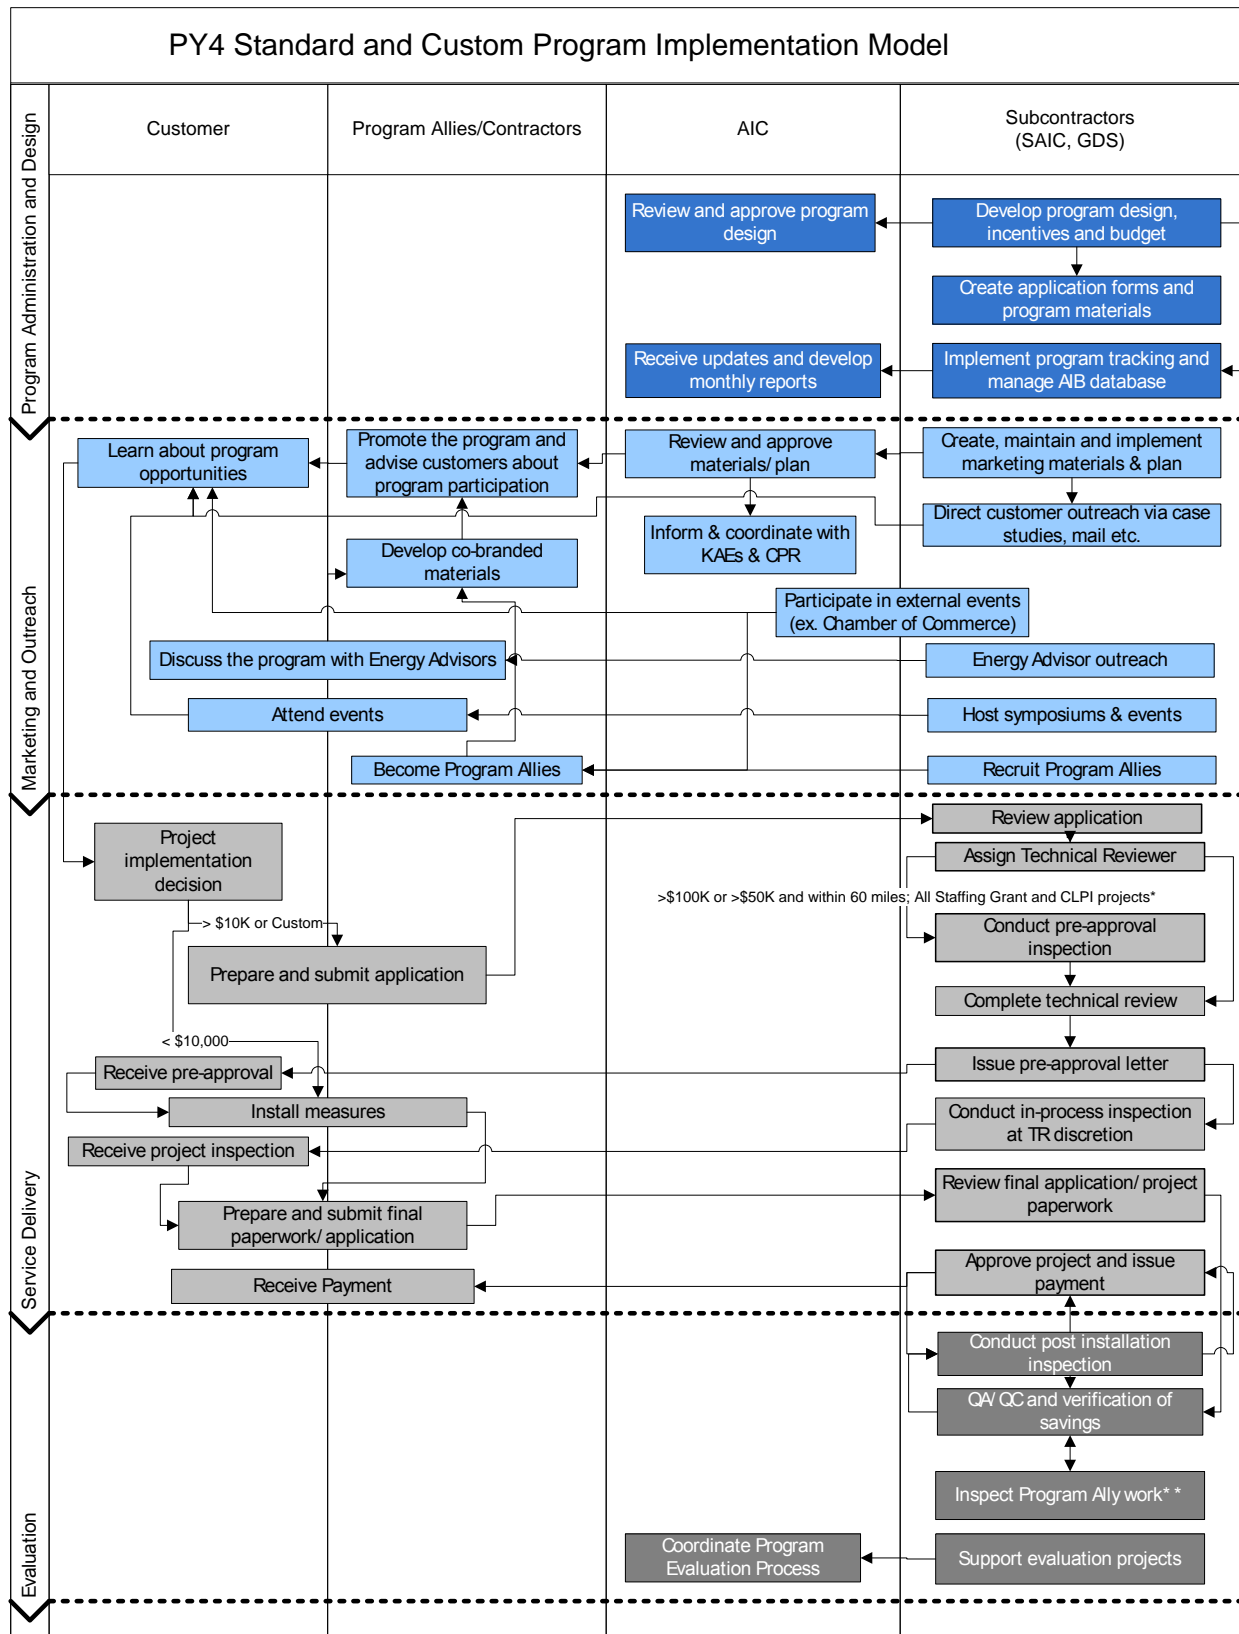 PY4 Standard and Custom Program Implementation Model
Customer
Program Allies/Contractors
AIC
Subcontractors
(SAIC, GDS)
Program Administration and Design
Review and approve program
design
Develop program design,
incentives and budget
Create application forms and
program materials
Receive updates and develop
monthly reports
Implement program tracking and
manage AIB database
Marketing and Outreach
Learn about program
opportunities
Promote the program and
advise customers about
program participation
Review and approve
materials/ plan
Create, maintain and implement
marketing materials & plan
Develop co-branded
materials
Inform & coordinate with
KAEs & CPR
Direct customer outreach via case
studies, mail etc.
Participate in external events
(ex. Chamber of Commerce)
Discuss the program with Energy Advisors
Energy Advisor outreach
Attend events
Host symposiums & events
Become Program Allies
Recruit Program Allies
Service Delivery
Project
implementation
decision
Review application
Assign Technical Reviewer
>$100K or >$50K and within 60 miles; All Staffing Grant and CLPI projects*
> $10K or Custom
Prepare and submit application
Conduct pre-approval
inspection
Complete technical review
< $10,000
Receive pre-approval
Issue pre-approval letter
Install measures
Conduct in-process inspection
at TR discretion
Receive project inspection
Prepare and submit final
paperwork/ application
Review final application/ project
paperwork
Receive Payment
Approve project and issue
payment
Evaluation
Conduct post installation
inspection
QA/ QC and verification of
savings
Inspect Program Ally work* *
Coordinate Program
Evaluation Process
Support evaluation projects